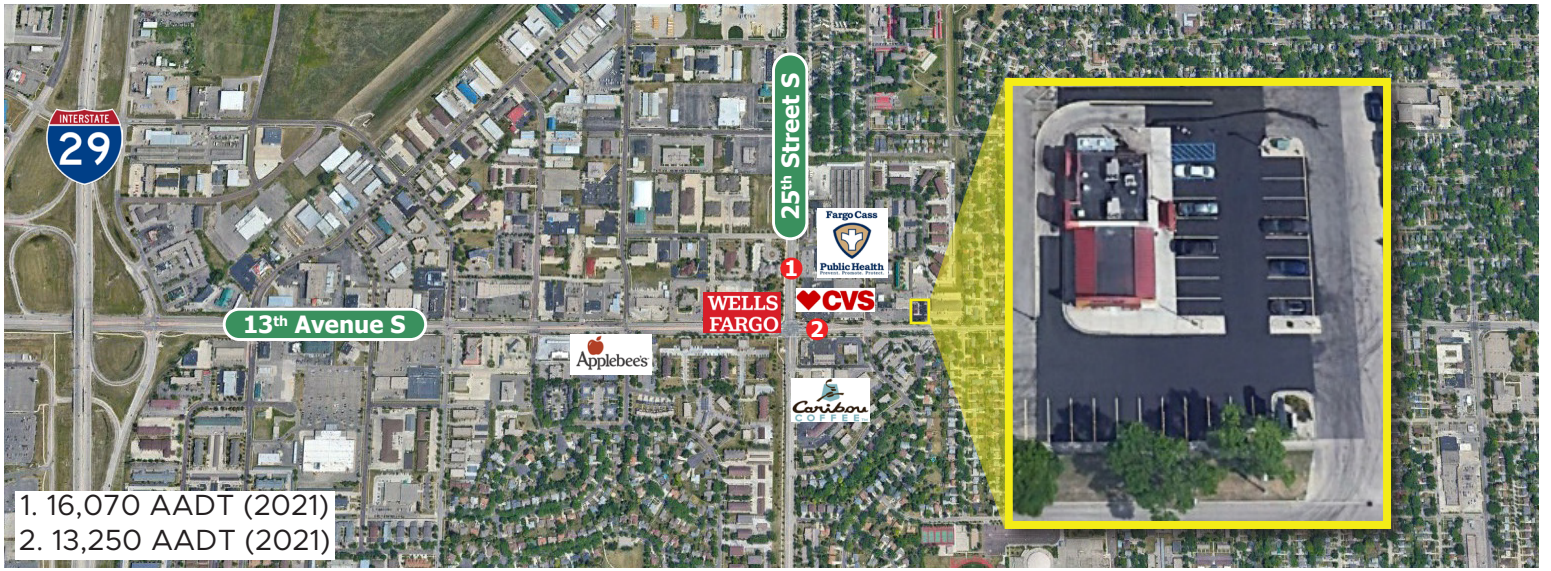 INTERSTATE
29
25th Street S
Fargo Cass
Public Health
Prevent. Promote. Protect.
1
WELLS
FARGO
CVS
13th Avenue S
2
Applebee's
Caribou
COFFEE
1. 16,070 AADT (2021)
2. 13,250 AADT (2021)